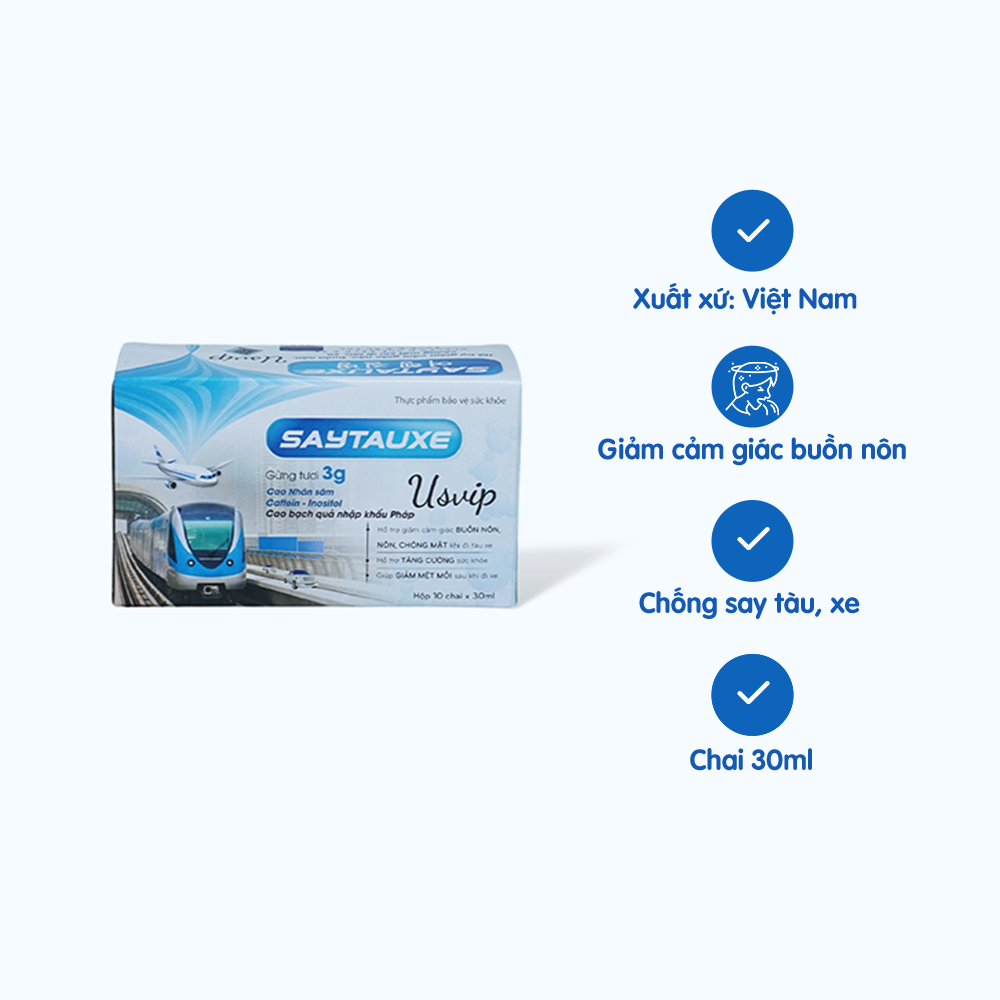 Thực phẩm bảo vệ sức khỏe
SAYTAUXE
Gừng tươi 3g
Cao Nhân sâm
Caffein - Inositol
Cao bạch quả nhập khẩu Pháp
Usvip
Hỗ trợ giảm cảm giác BUỒN NÔN,
NÔN, CHÓNG MẶT khi đi tàu xe
Hỗ trợ TĂNG CƯỜNG sức khỏe
Giúp GIẢM MỆT MỎI sau khi đi xe
Hộp 10 chai x 30ml
Usvip
SAYTAUXE
Xuất xứ: Việt Nam
Giảm cảm giác buồn nôn
Chống say tàu, xe
Chai 30ml